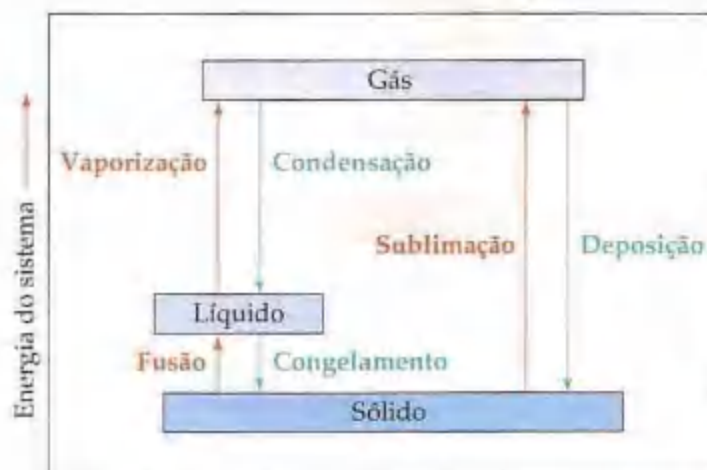 Gás
Energia do sistema
Vaporização
Condensação
Sublimação
Deposição
Líquido
Fusão
Congelamento
Sólido